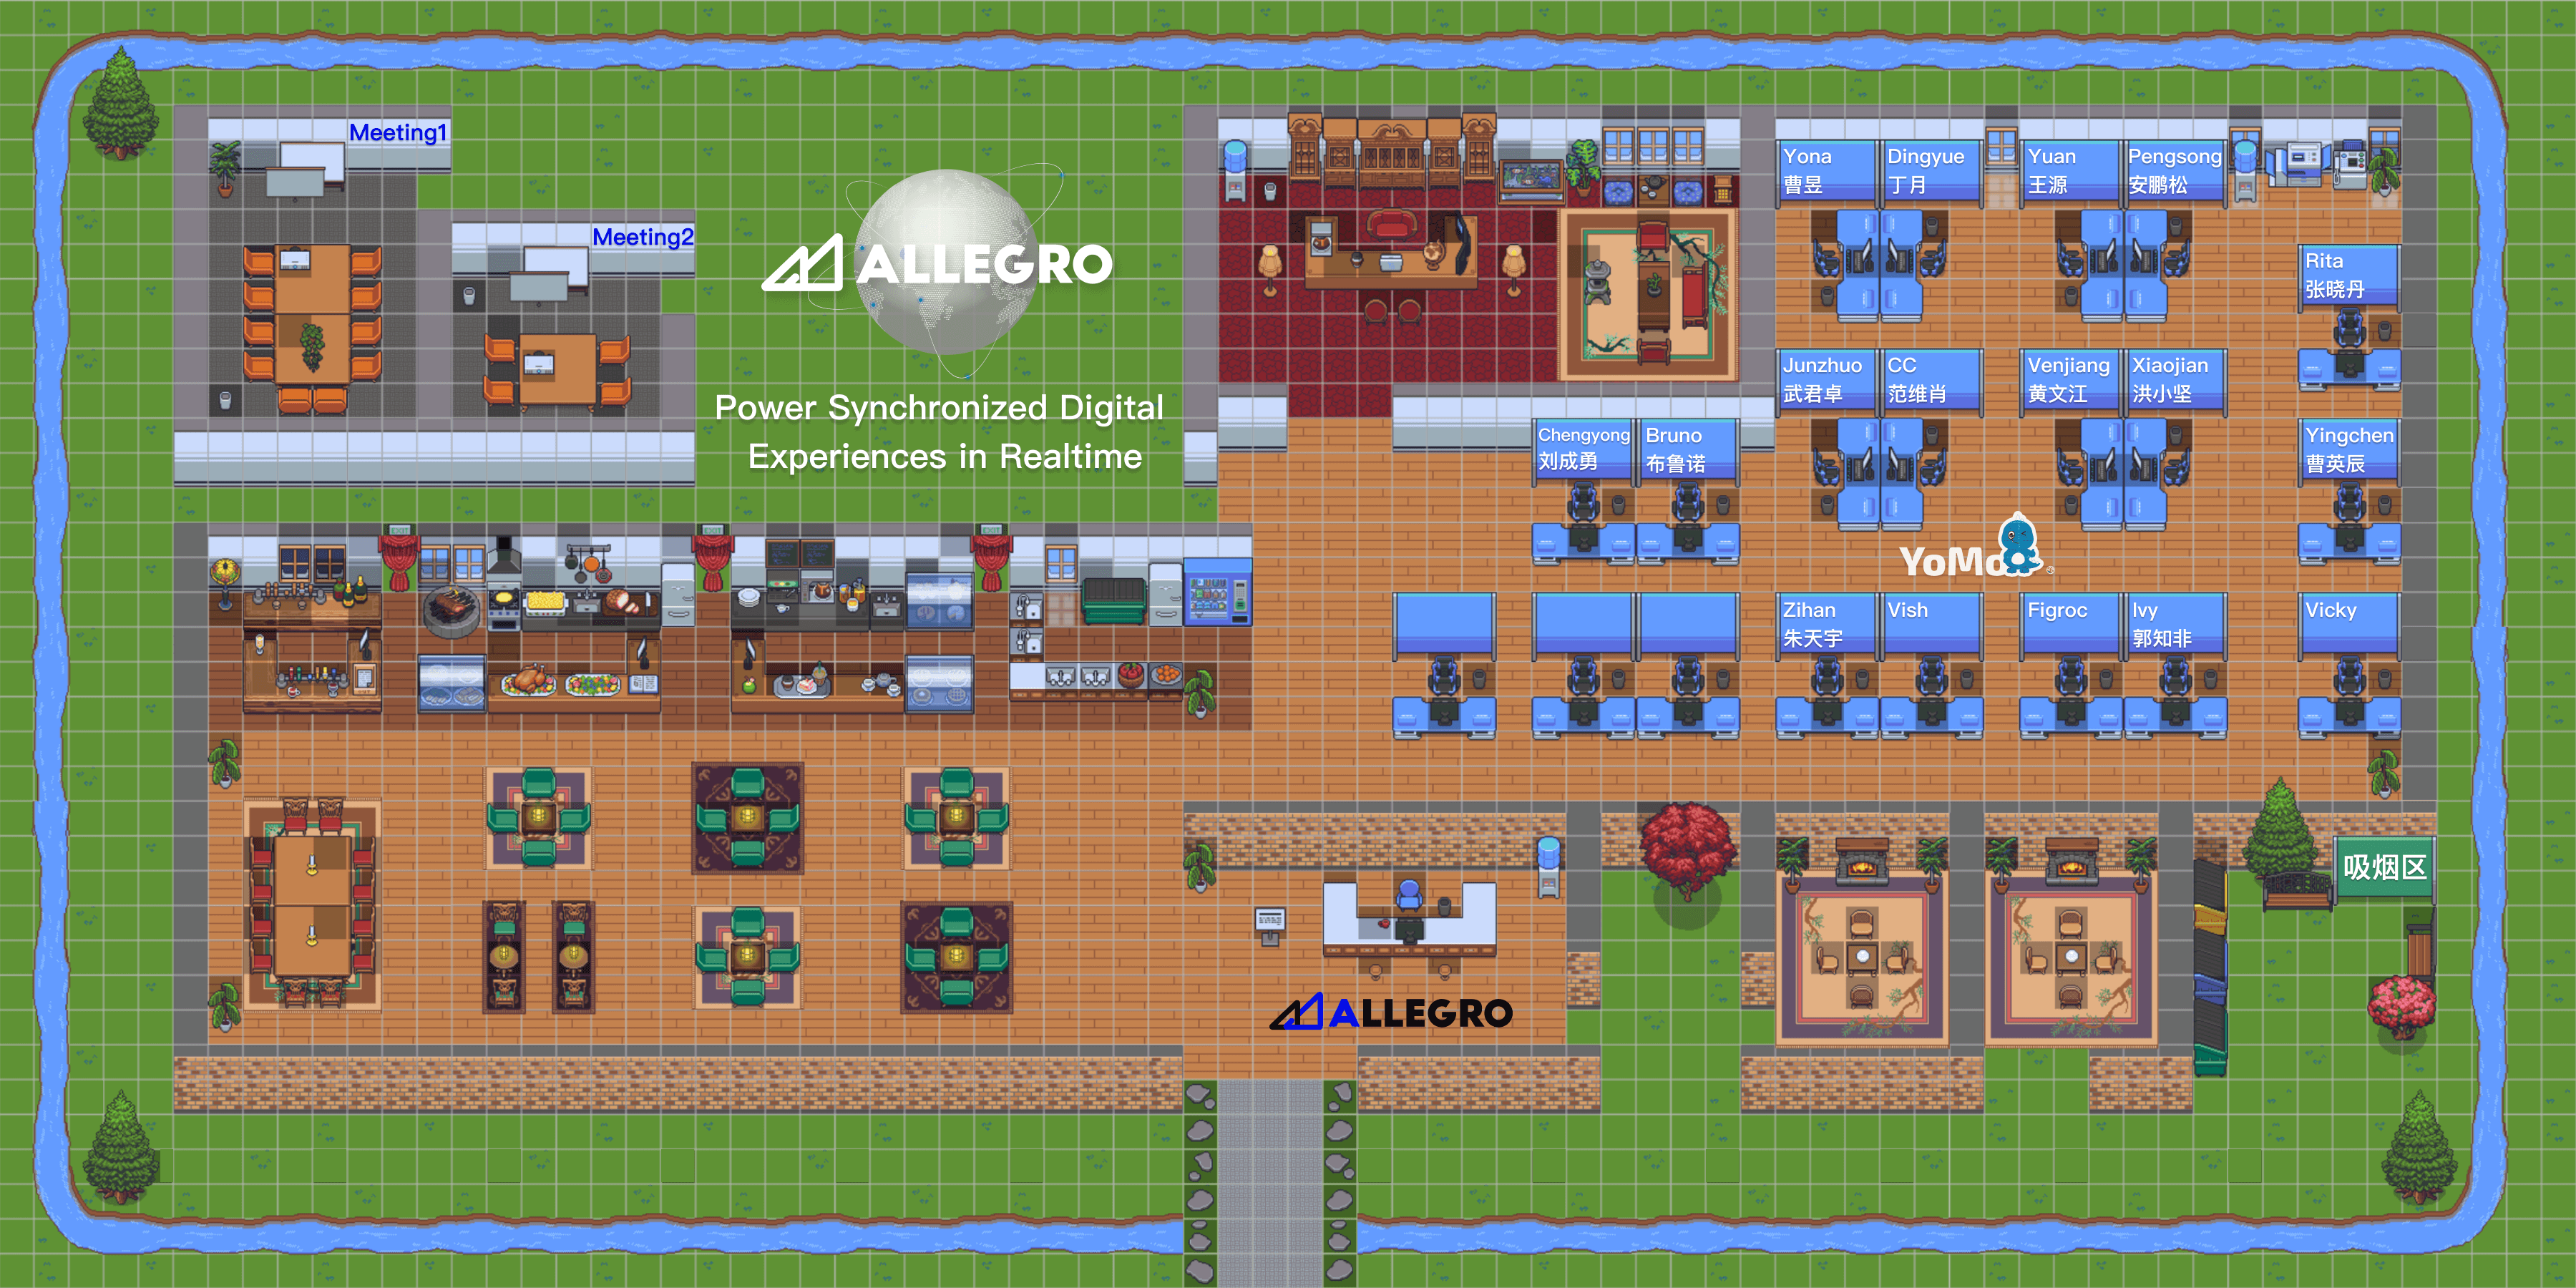 Meeting1
Meeting2
ALLEGRO
Power Synchronized Digital
Experiences in Realtime
Yona
曹昱
Dingyue
丁月
Yuan
王源
Pengsong
安鹏松
Rita
张晓丹
Junzhuo
武君卓
CC
范维肖
Venjiang
黄文江
Xiaojian
洪小坚
Chengyong
刘成勇
Bruno
布鲁诺
Yingchen
曹英辰
EXIT
EXIT
EXIT
YoMo
Zihan
朱天宇
Vish
Figroc
Ivy
郭知非
Vicky
吸烟区
ALLEGRO